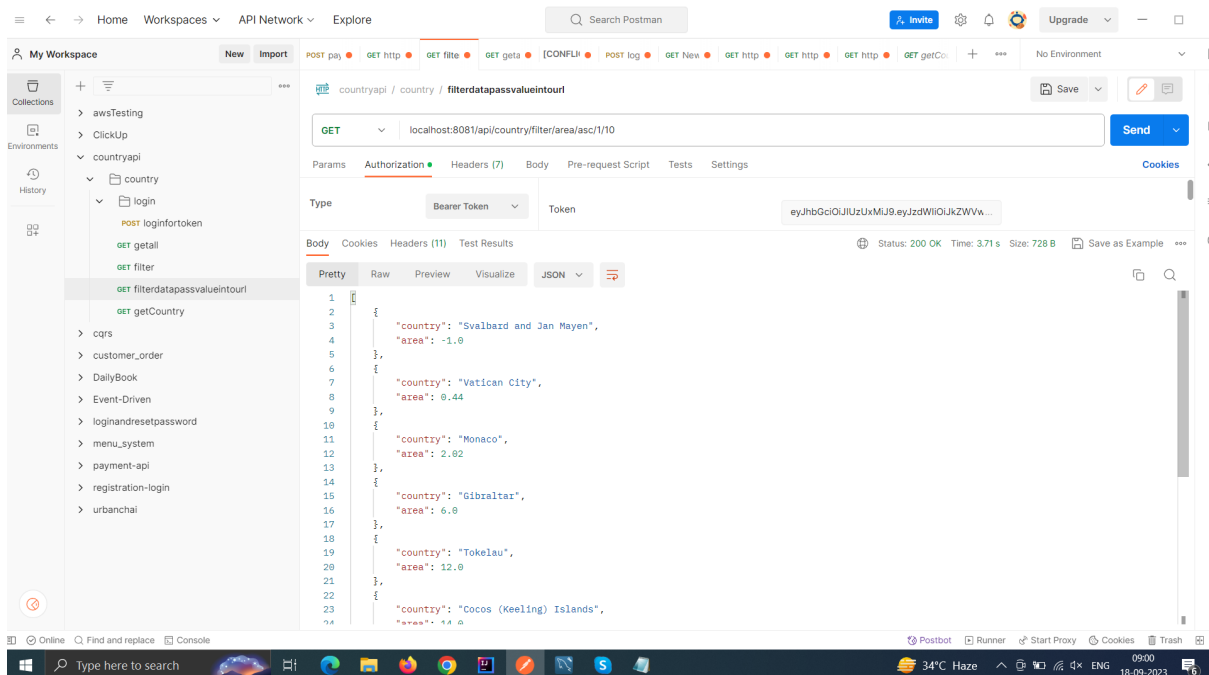 Home Workspaces API Network Explore Search Postman Invite Upgrade
My Workspace New Import POST pay GET http GET filte GET geta [CONFLI POST log GET New GET http GET http GET http GET getCo No Environment
Collections
Environments
History
awsTesting
ClickUp
countryapi
country
login
POST loginfortoken
GET getall
GET filter
GET filterdatapassvalueintourl
GET getCountry
cqrs
customer_order
DailyBook
Event-Driven
loginandresetpassword
menu_system
payment-api
registration-login
urbanchai
HTTP countryapi / country / filterdatapassvalueintourl Save
GET localhost:8081/api/country/filter/area/asc/1/10 Send
Params Authorization Headers (7) Body Pre-request Script Tests Settings Cookies
Type Bearer Token Token eyJhbGciOiJIUzUxMiJ9.eyJzdWIiOiJkZWVw...
Body Cookies Headers (11) Test Results Status: 200 OK Time: 3.71 s Size: 728 B Save as Example
Pretty Raw Preview Visualize JSON
1 [
2 {
3 "country": "Svalbard and Jan Mayen",
4 "area": -1.0
5 },
6 {
7 "country": "Vatican City",
8 "area": 0.44
9 },
10 {
11 "country": "Monaco",
12 "area": 2.02
13 },
14 {
15 "country": "Gibraltar",
16 "area": 6.0
17 },
18 {
19 "country": "Tokelau",
20 "area": 12.0
21 },
22 {
23 "country": "Cocos (Keeling) Islands",
24 "area": 14.0
Online Find and replace Console Postbot Runner Start Proxy Cookies Trash
Type here to search 34°C Haze ENG 09:00
18-09-2023 6